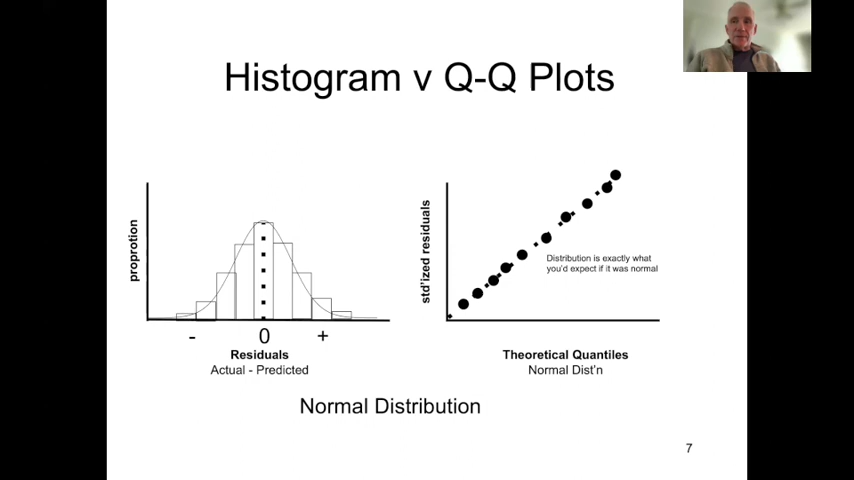 Histogram v Q-Q Plots
proprotion
- 0 +
Residuals
Actual - Predicted
std'ized residuals
Distribution is exactly what
you'd expect if it was normal
Theoretical Quantiles
Normal Dist'n
Normal Distribution
7